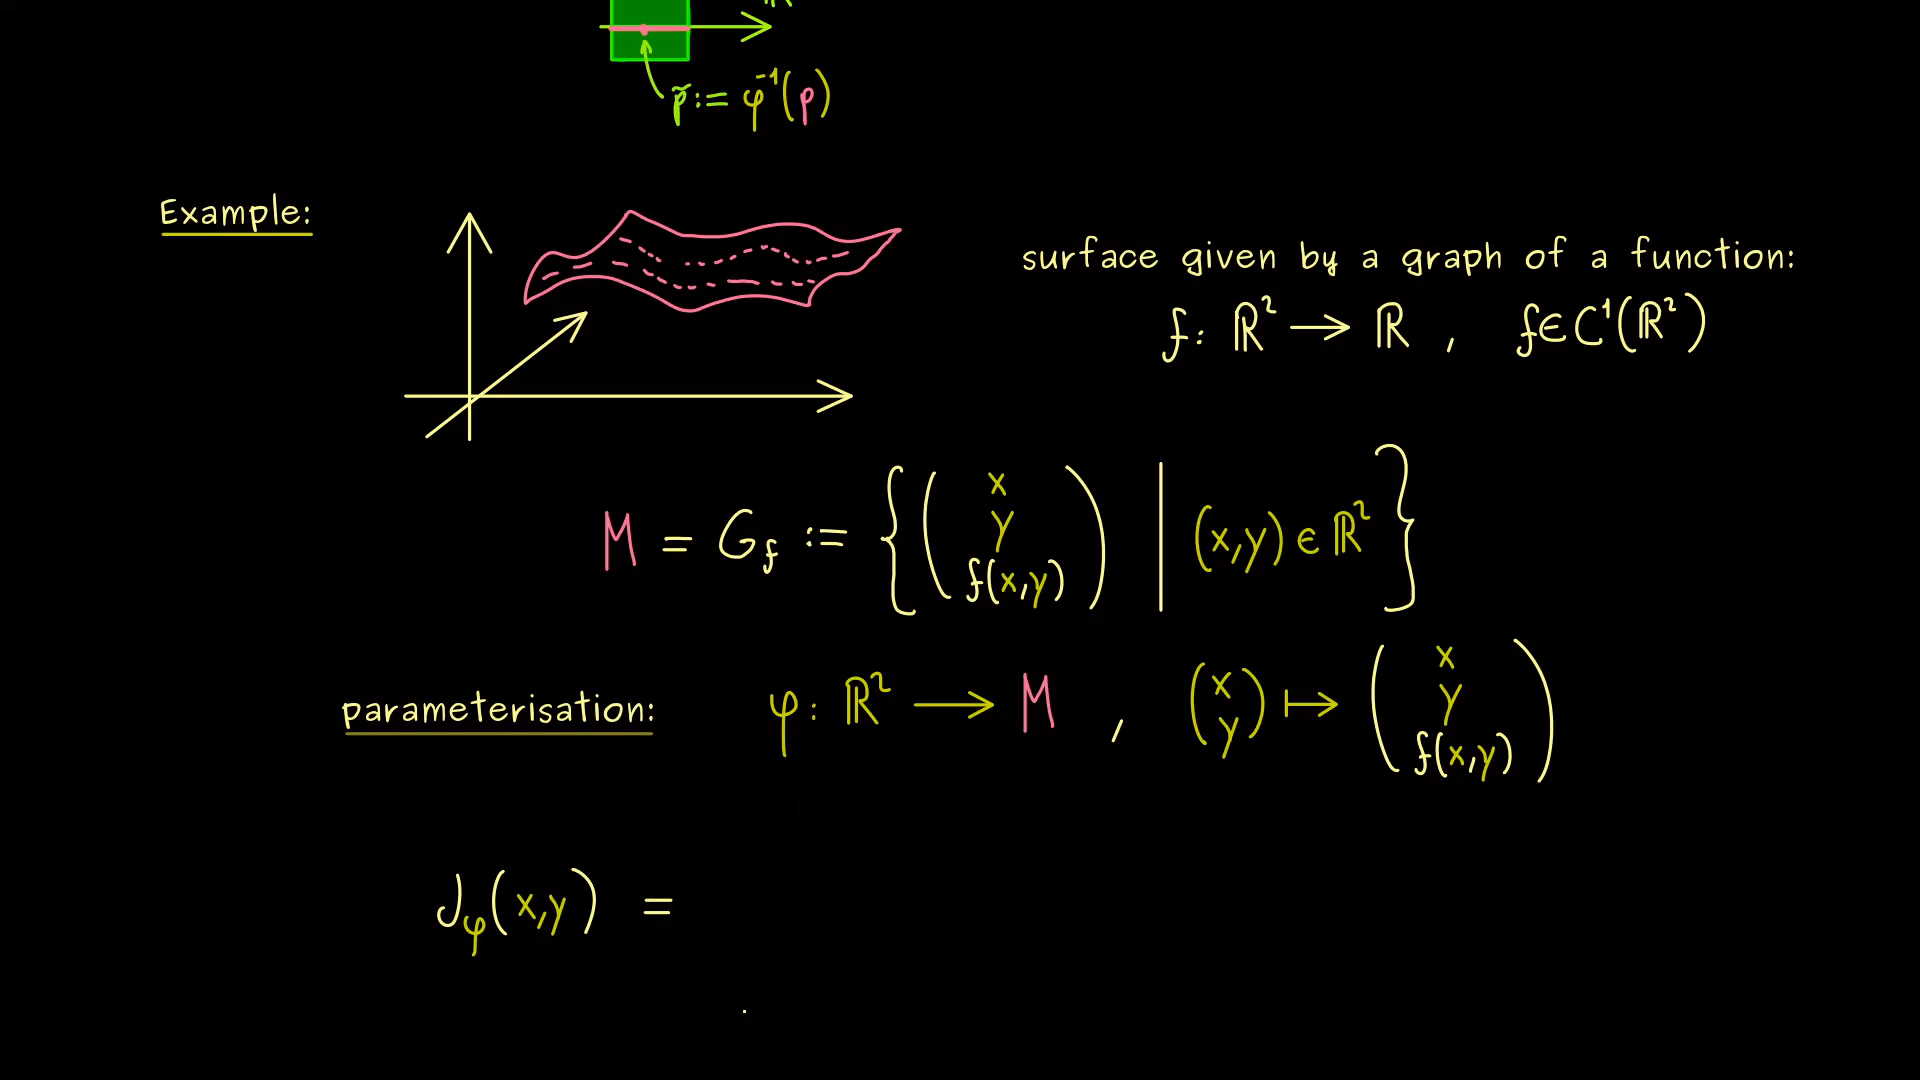 p̃ := φ⁻¹(p)
Example:
surface given by a graph of a function:
f: ℝ² → ℝ , f ∈ C¹(ℝ²)
M = G_f := { ( x y f(x,y) ) | (x,y) ∈ ℝ² }
parameterisation: φ: ℝ² → M , ( x y ) ↦ ( x y f(x,y) )
J_φ(x,y) =